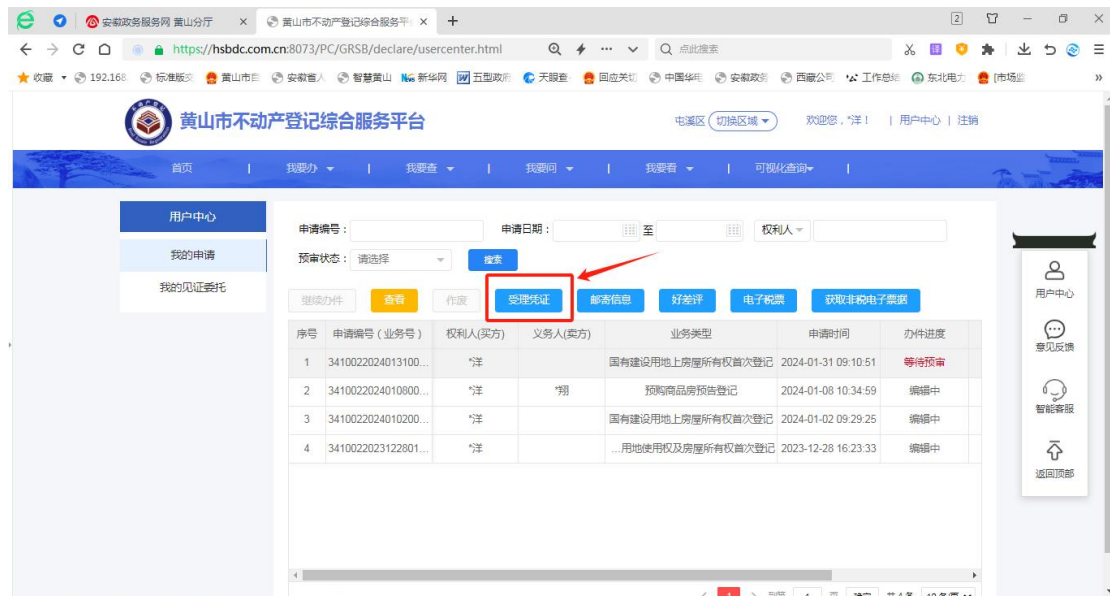 安徽政务服务网 黄山分厅 × 黄山市不动产登记综合服务平 × + 2
https://hsbdc.com.cn:8073/PC/GRSB/declare/usercenter.html 点此搜索
收藏 192.168. 标准版 黄山市 安徽省人 智慧黄山 新华网 五型政府 天眼查 回应关切 中国华电 安徽政务 西藏公司 工作总结 东北电力 [市场监 »
黄山市不动产登记综合服务平台 屯溪区 切换区域 欢迎您,*洋! | 用户中心 | 注销
首页 | 我要办 | 我要查 | 我要问 | 我要看 | 可视化查询 |
用户中心
我的申请
我的见证委托
申请编号: 申请日期: 至 权利人
预审状态: 请选择 搜索
继续办件 查看 作废 受理凭证 邮寄信息 好差评 电子税票 获取非税电子票据
序号 申请编号(业务号) 权利人(买方) 义务人(卖方) 业务类型 申请时间 办件进度
1 3410022024013100... *洋 国有建设用地上房屋所有权首次登记 2024-01-31 09:10:51 等待预审
2 3410022024010800... *洋 *翔 预购商品房预告登记 2024-01-08 10:34:59 编辑中
3 3410022024010200... *洋 国有建设用地上房屋所有权首次登记 2024-01-02 09:29:25 编辑中
4 3410022023122801... *洋 ...用地使用权及房屋所有权首次登记 2023-12-28 16:23:33 编辑中
用户中心
意见反馈
智能客服
返回顶部
< 1 > 到第 1 页 确定 共 4 条 10 条/页